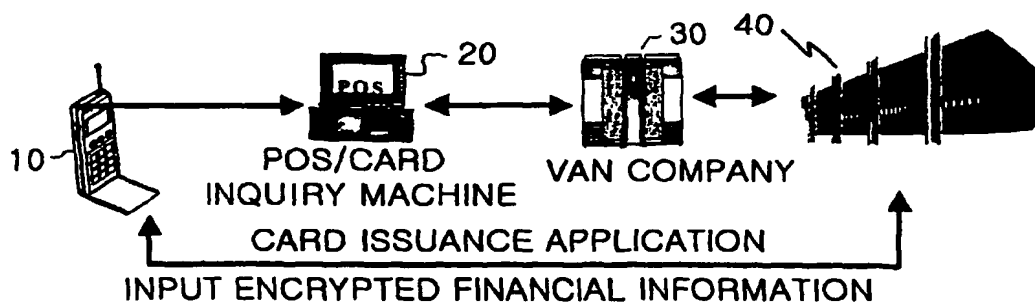 30
40
20
POS
10
POS/CARD
INQUIRY MACHINE
VAN COMPANY
CARD ISSUANCE APPLICATION
INPUT ENCRYPTED FINANCIAL INFORMATION